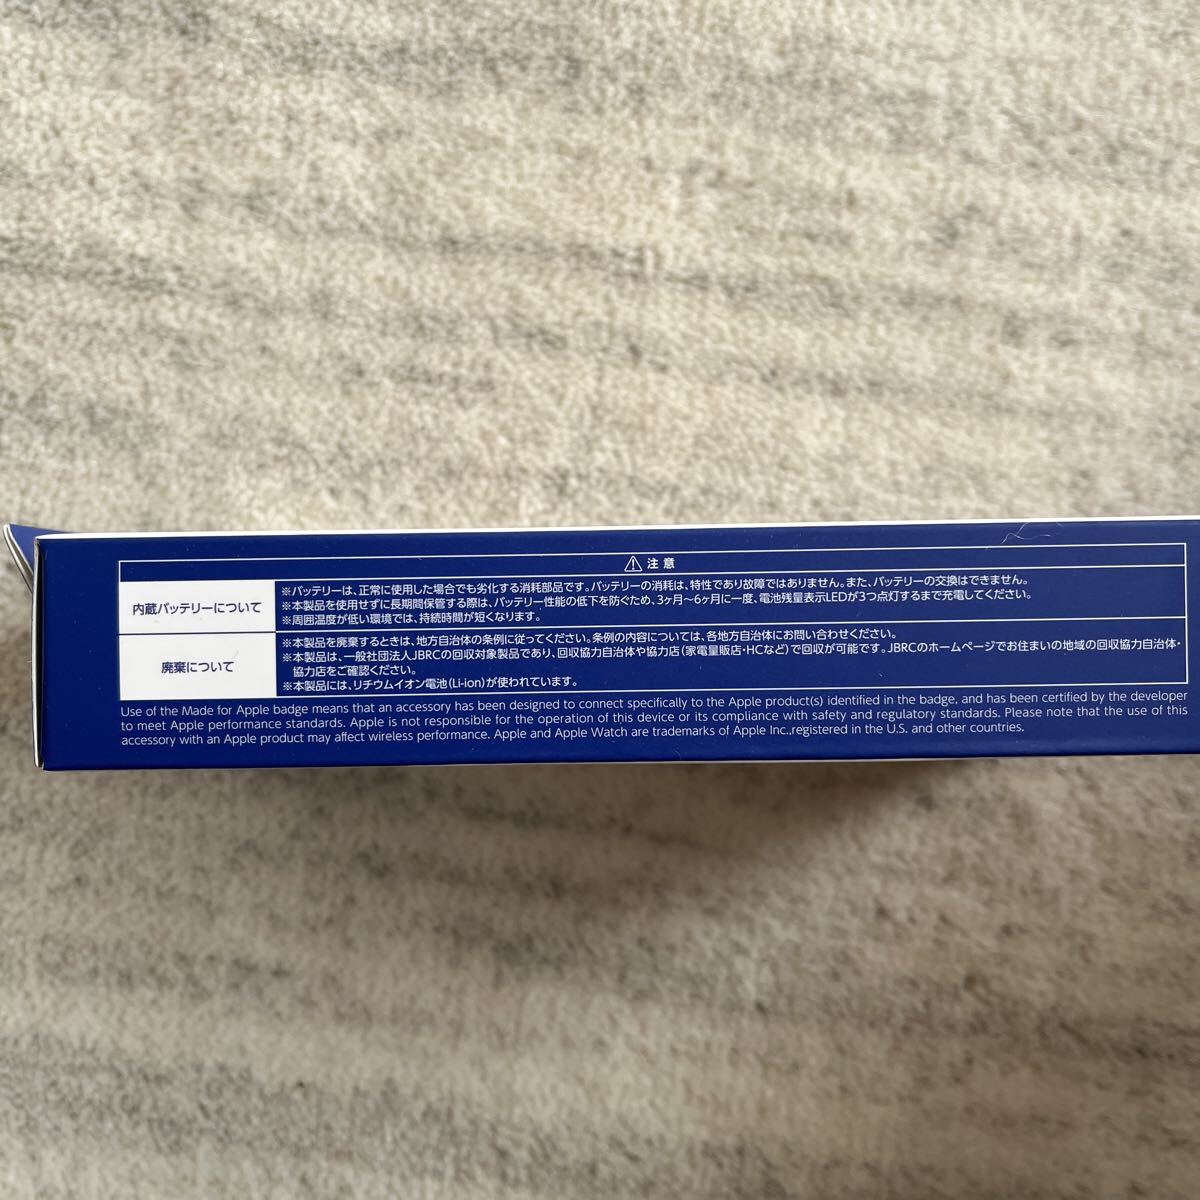 ⚠ 注意
内蔵バッテリーについて
※バッテリーは、正常に使用した場合でも劣化する消耗部品です。バッテリーの消耗は、特性であり故障ではありません。また、バッテリーの交換はできません。
※本製品を使用せずに長期間保管する際は、バッテリー性能の低下を防ぐため、3ヶ月〜6ヶ月に一度、電池残量表示LEDが3つ点灯するまで充電してください。
※周囲温度が低い環境では、持続時間が短くなります。
廃棄について
※本製品を廃棄するときは、地方自治体の条例に従ってください。条例の内容については、各地方自治体にお問い合わせください。
※本製品は、一般社団法人JBRCの回収対象製品であり、回収協力自治体や協力店（家電量販店・HCなど）で回収が可能です。JBRCのホームページでお住まいの地域の回収協力自治体・
協力店をご確認ください。
※本製品には、リチウムイオン電池（Li-ion）が使われています。
Use of the Made for Apple badge means that an accessory has been designed to connect specifically to the Apple product(s) identified in the badge, and has been certified by the developer
to meet Apple performance standards. Apple is not responsible for the operation of this device or its compliance with safety and regulatory standards. Please note that the use of this
accessory with an Apple product may affect wireless performance. Apple and Apple Watch are trademarks of Apple Inc.,registered in the U.S. and other countries.